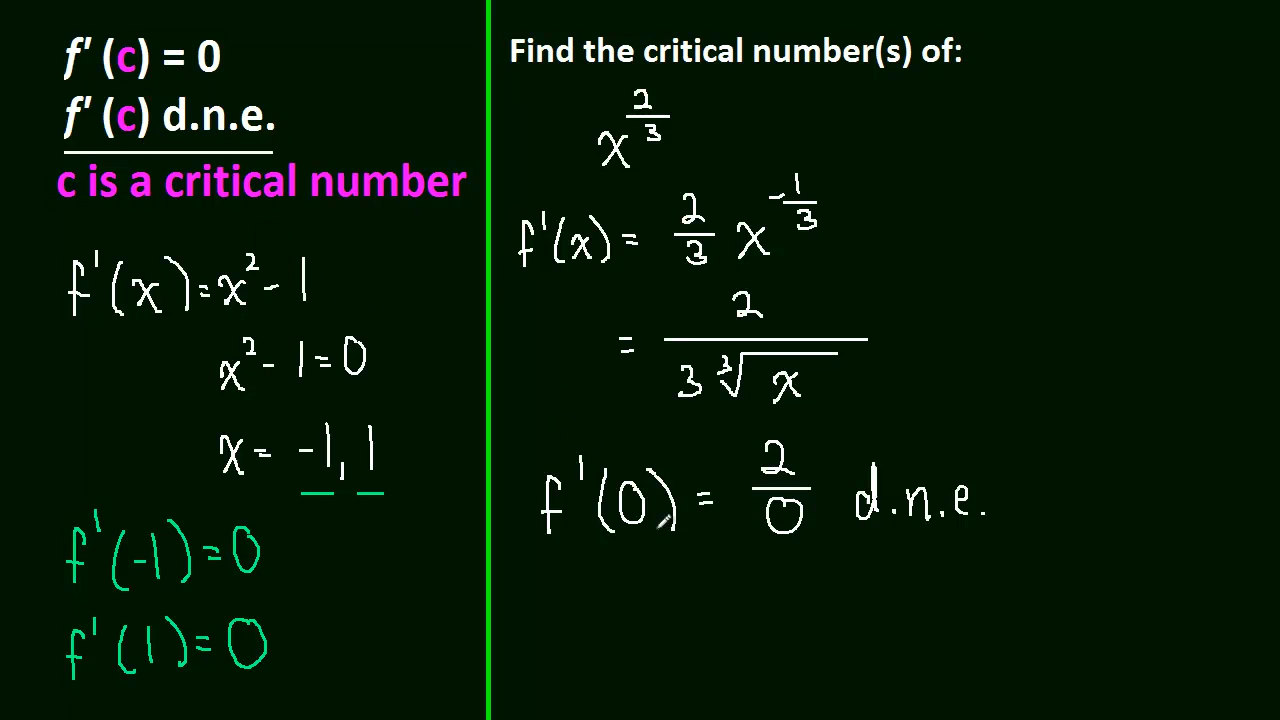 f' (c) = 0
f' (c) d.n.e.
c is a critical number
f'(x) = x² - 1
x² - 1 = 0
x = -1, 1
f'(-1) = 0
f'(1) = 0
Find the critical number(s) of:
x^(2/3)
f'(x) = 2/3 x^(-1/3)
= 2/(3∛x)
f'(0) = 2/0 d.n.e.